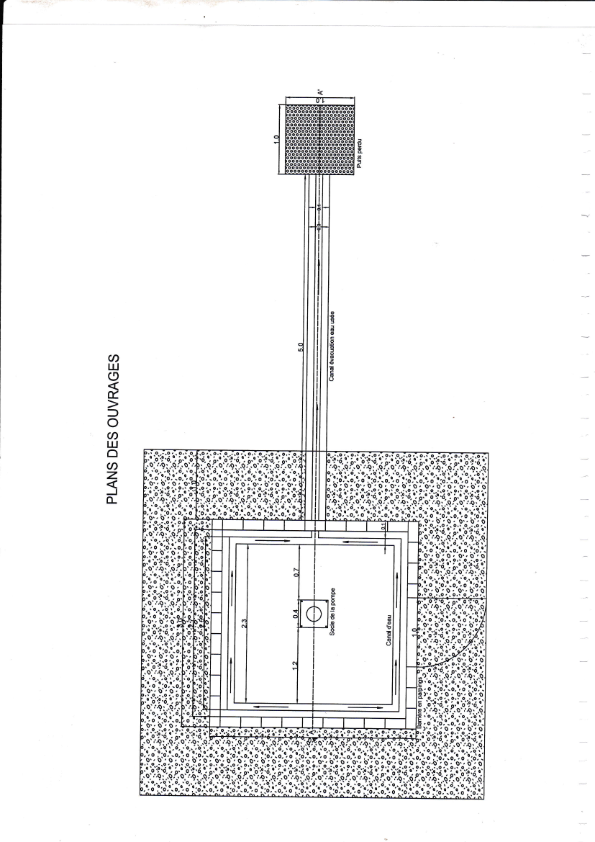 PLANS DES OUVRAGES
A'
1.0
1.0
Puits perdu
5.0
Canal évacuation eau usée
2.3
0.7
0.4
1.2
Socle de la pompe
Canal d'eau
1.0